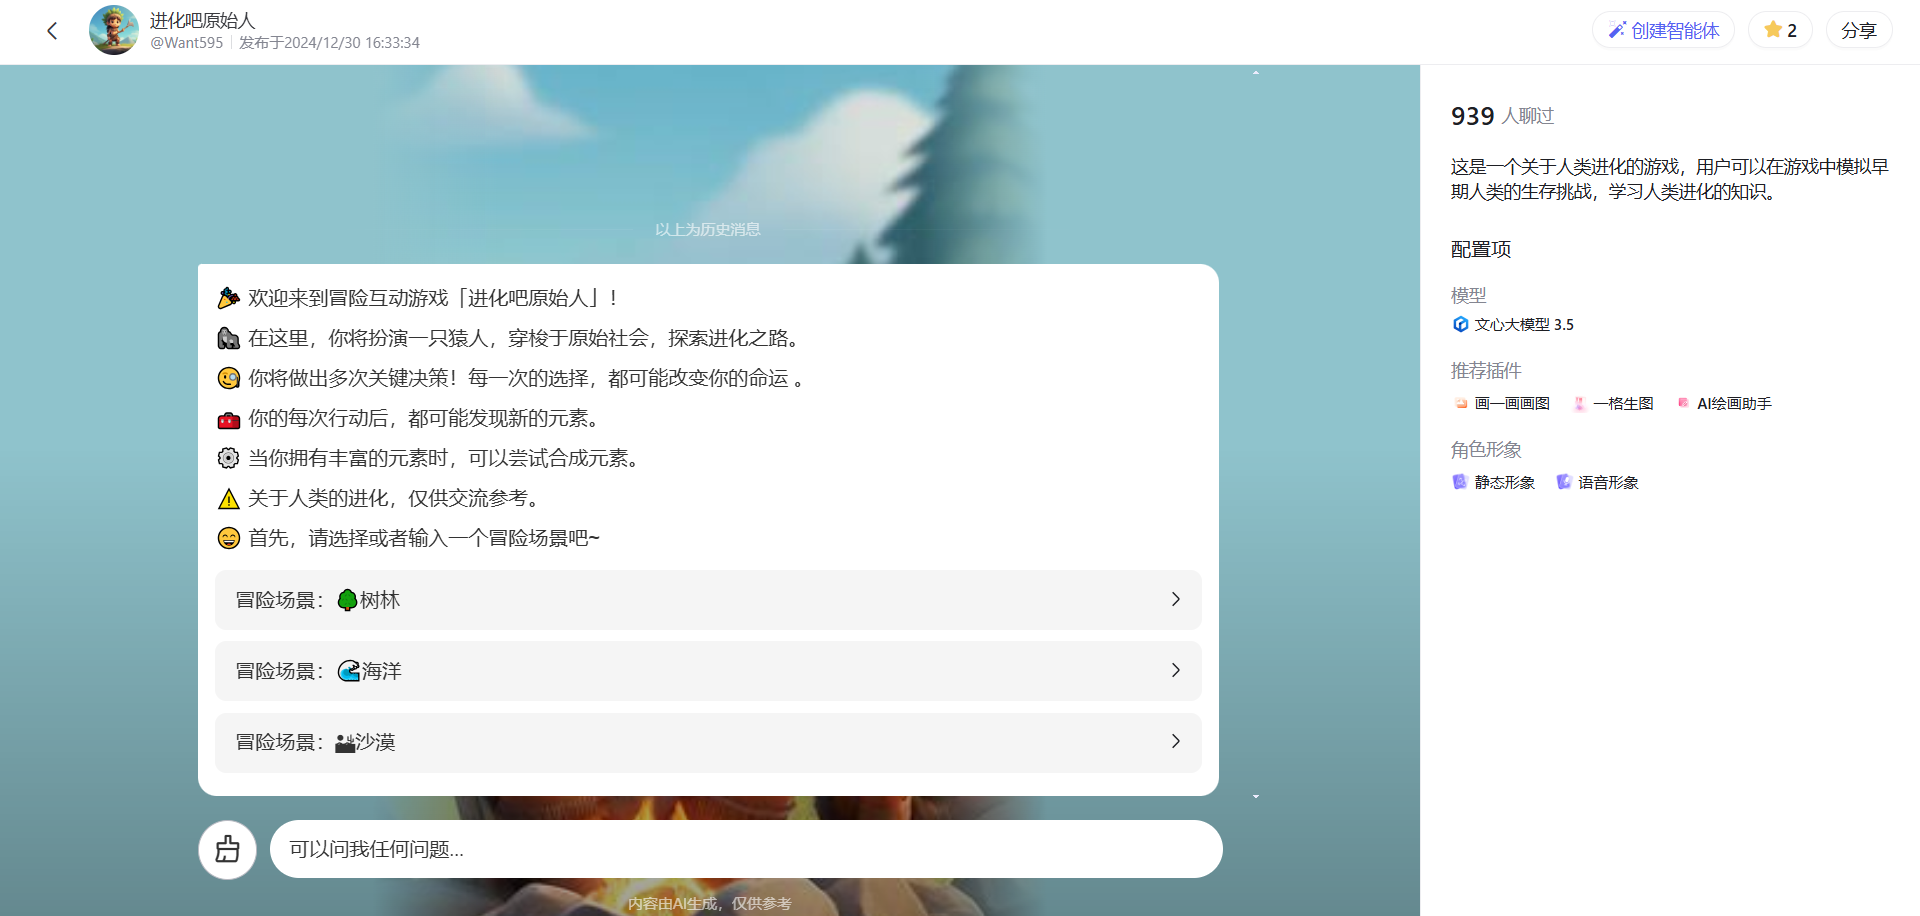 进化吧原始人
@Want595 发布于2024/12/30 16:33:34
创建智能体
2
分享
以上为历史消息
欢迎来到冒险互动游戏「进化吧原始人」!
在这里，你将扮演一只猿人，穿梭于原始社会，探索进化之路。
你将做出多次关键决策！每一次的选择，都可能改变你的命运 。
你的每次行动后，都可能发现新的元素。
当你拥有丰富的元素时，可以尝试合成元素。
关于人类的进化，仅供交流参考。
首先，请选择或者输入一个冒险场景吧~
冒险场景：🌳树林
冒险场景：🌊海洋
冒险场景：🏜沙漠
可以问我任何问题...
内容由AI生成，仅供参考
939 人聊过
这是一个关于人类进化的游戏，用户可以在游戏中模拟早
期人类的生存挑战，学习人类进化的知识。
配置项
模型
文心大模型 3.5
推荐插件
画一画画图 一格生图 AI绘画助手
角色形象
静态形象 语音形象